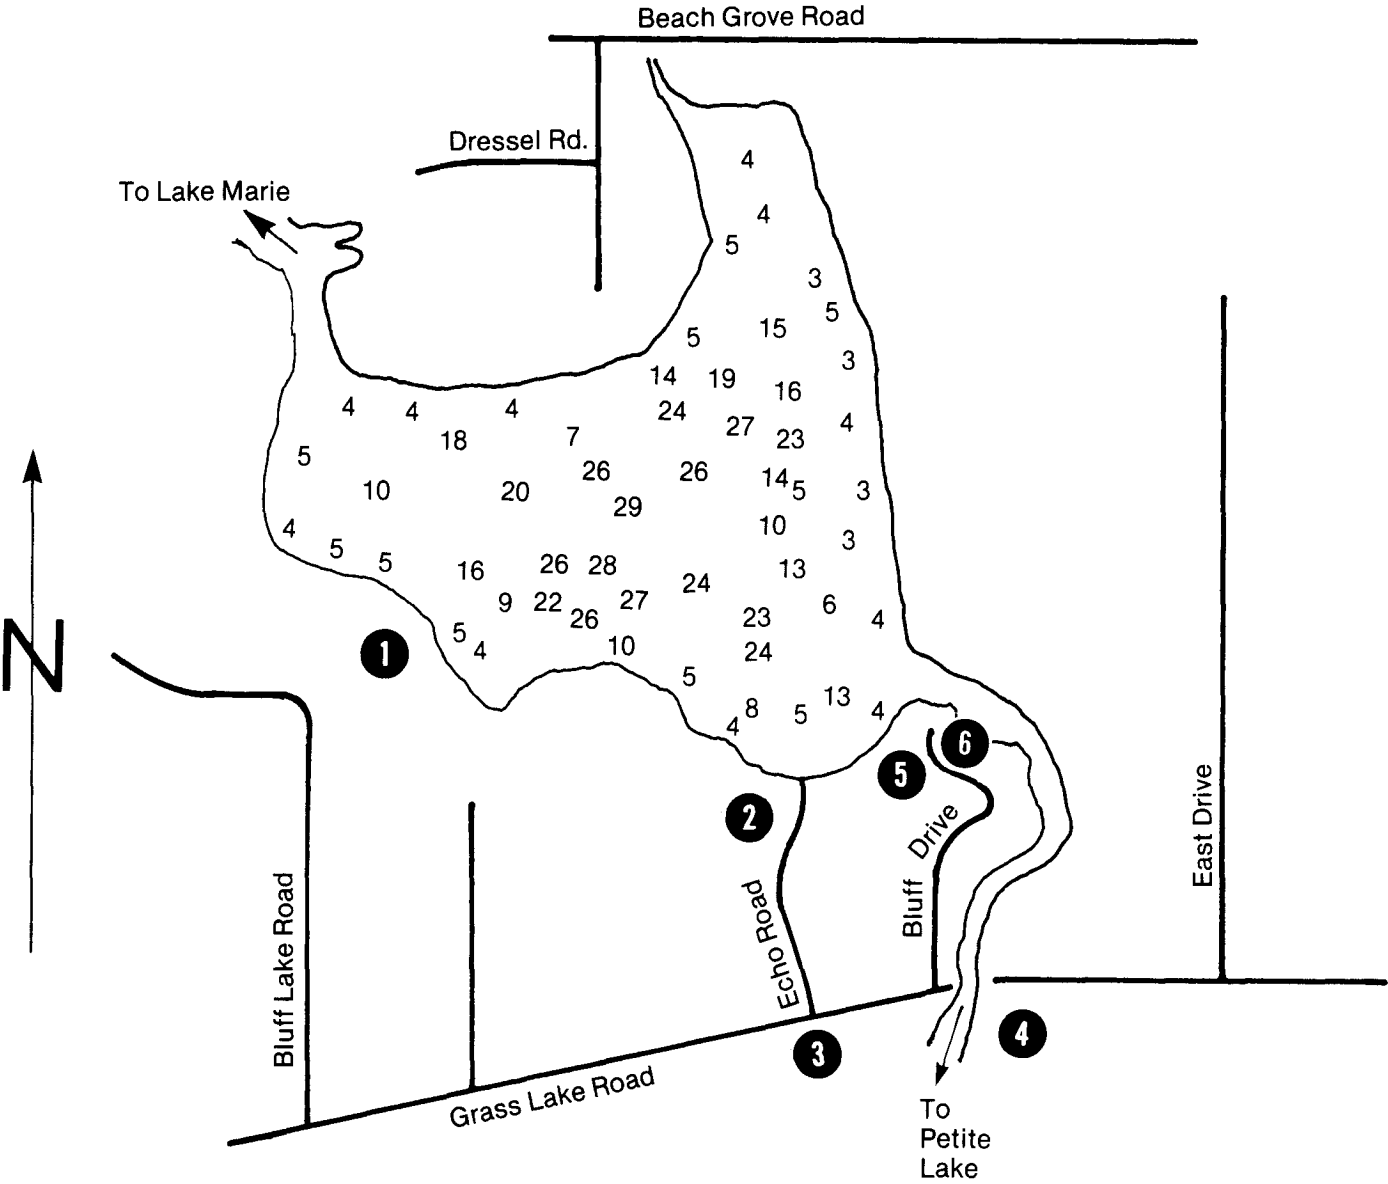 Beach Grove Road
Dressel Rd.
To Lake Marie
4
4
5
3
5
15
5
3
14 19 16
4 4 4 24
27 4
18 7 23
5
26 26 14
10 20 5 3
29
4 10
5 3
5 16 26 28 13
24
9 22 27 6
26 23 4
5 10
4 24
N
1
5
13
8 5 4
4
6
5
2
Drive
East Drive
Bluff
Echo Road
Bluff Lake Road
4
3
Grass Lake Road
To
Petite
Lake